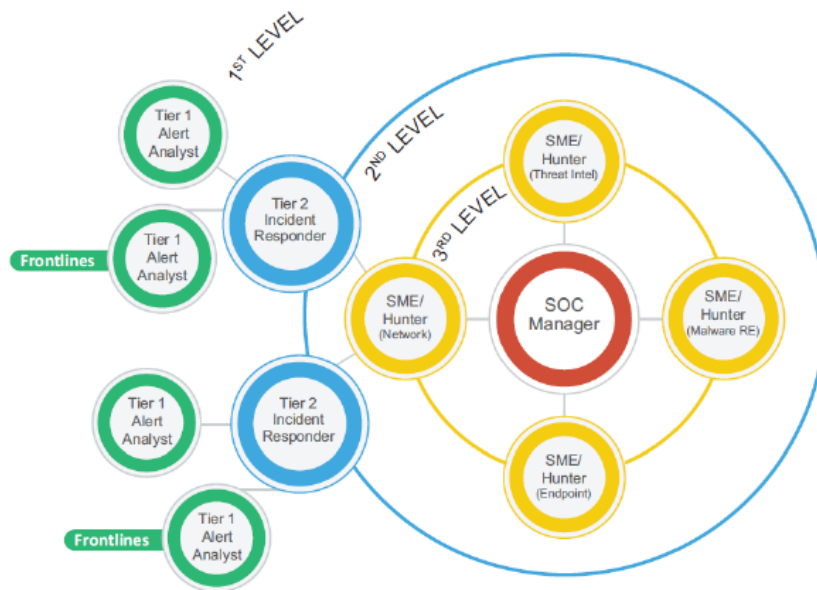 1ST LEVEL
Tier 1
Alert
Analyst
2ND LEVEL
SME/
Hunter
(Threat Intel)
Tier 2
Incident
Responder
Tier 1
Alert
Analyst
Frontlines
3RD LEVEL
SME/
Hunter
(Network)
SOC
Manager
SME/
Hunter
(Malware RE)
Tier 1
Alert
Analyst
Tier 2
Incident
Responder
SME/
Hunter
(Endpoint)
Tier 1
Alert
Analyst
Frontlines